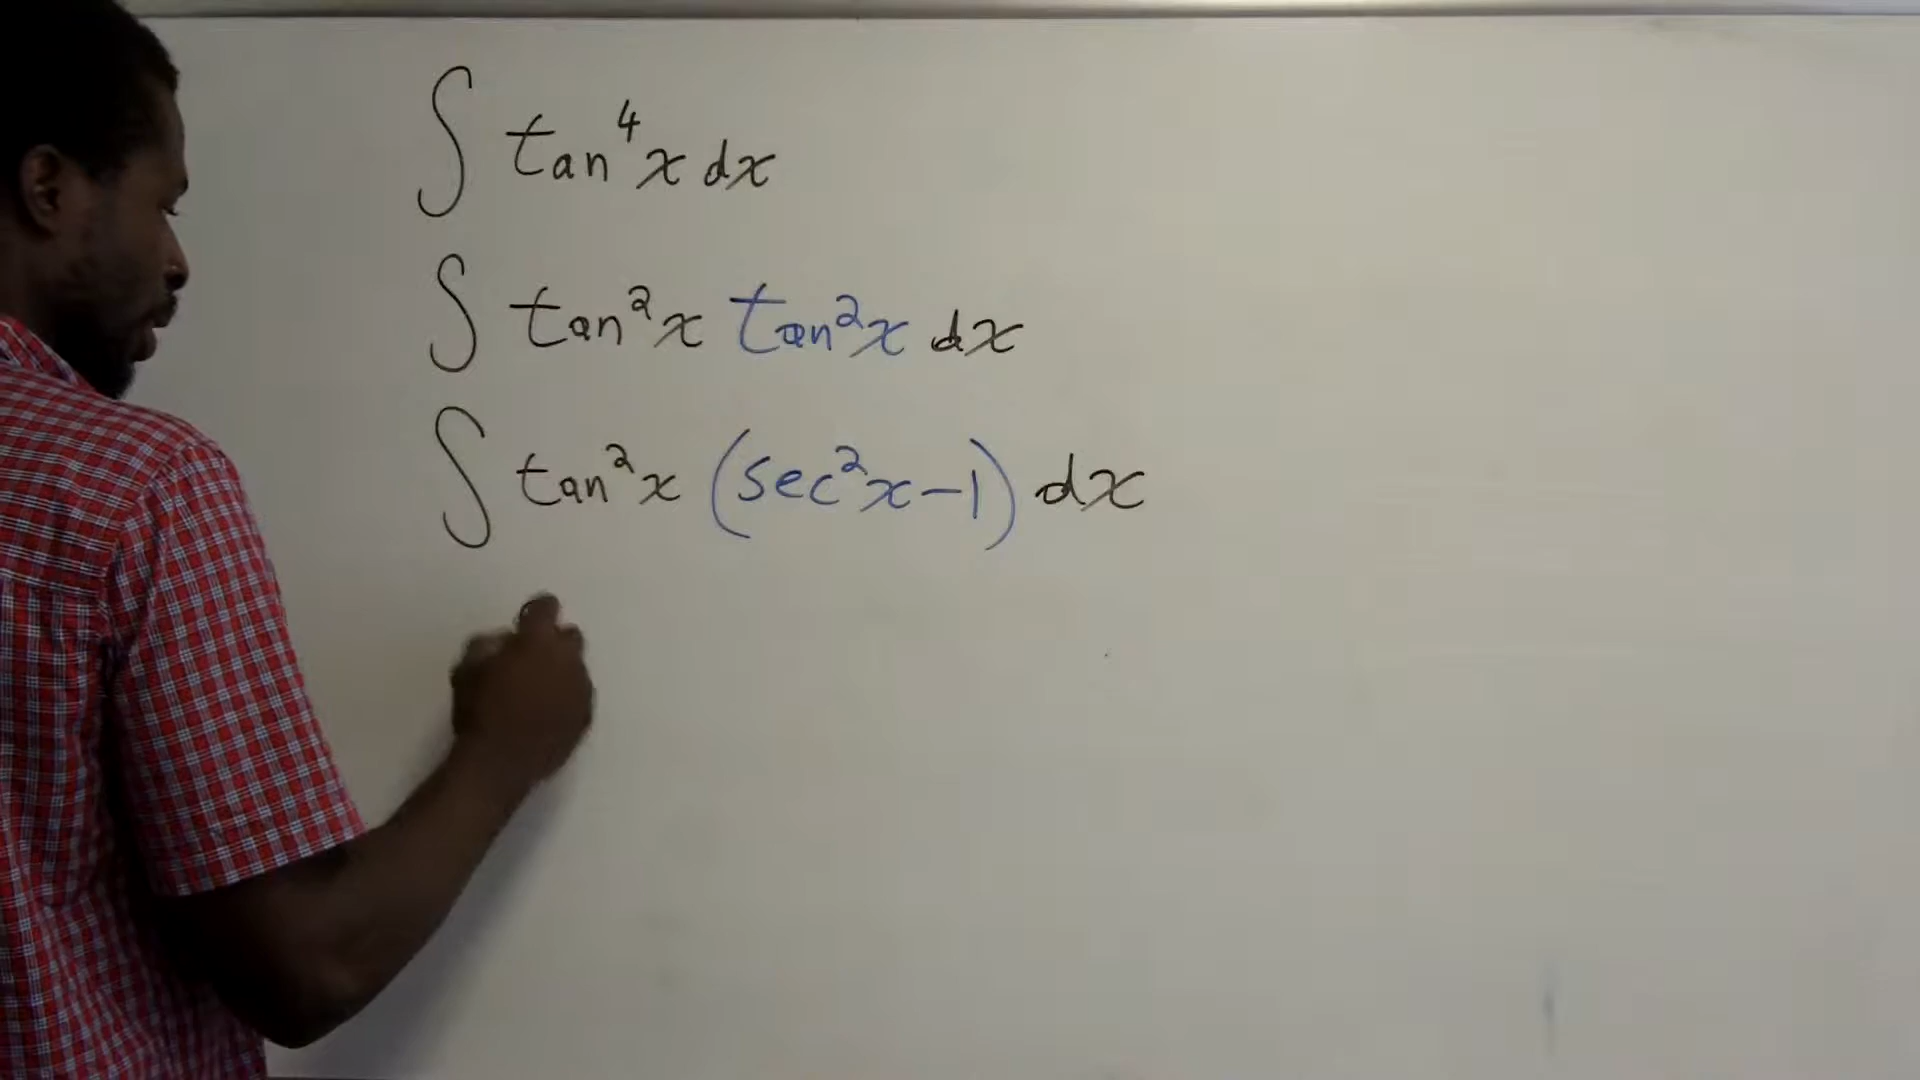 ∫ tan⁴x dx
∫ tan²x tan²x dx
∫ tan²x (sec²x-1) dx